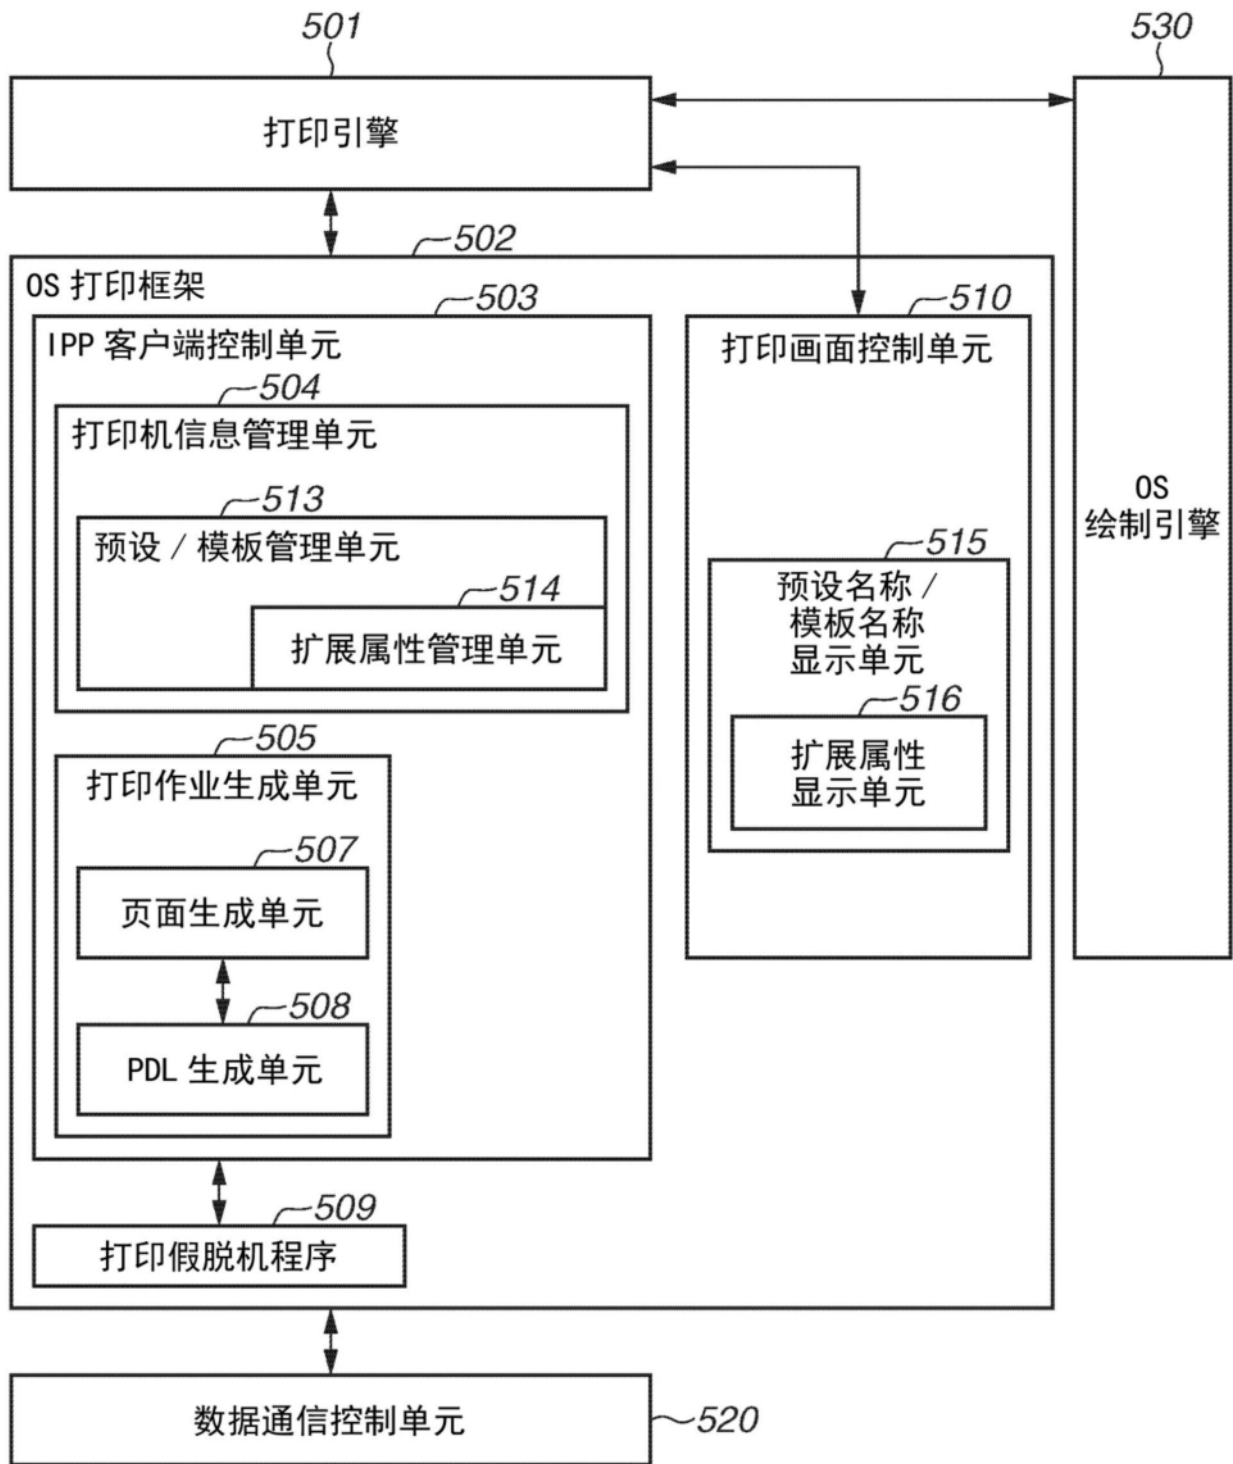 501
530
打印引擎
502
OS 打印框架
503
510
IPP 客户端控制单元
打印画面控制单元
504
打印机信息管理单元
513
预设 / 模板管理单元
514
扩展属性管理单元
OS
绘制引擎
515
预设名称 /
模板名称
显示单元
516
扩展属性
显示单元
505
打印作业生成单元
507
页面生成单元
508
PDL 生成单元
509
打印假脱机程序
数据通信控制单元
520